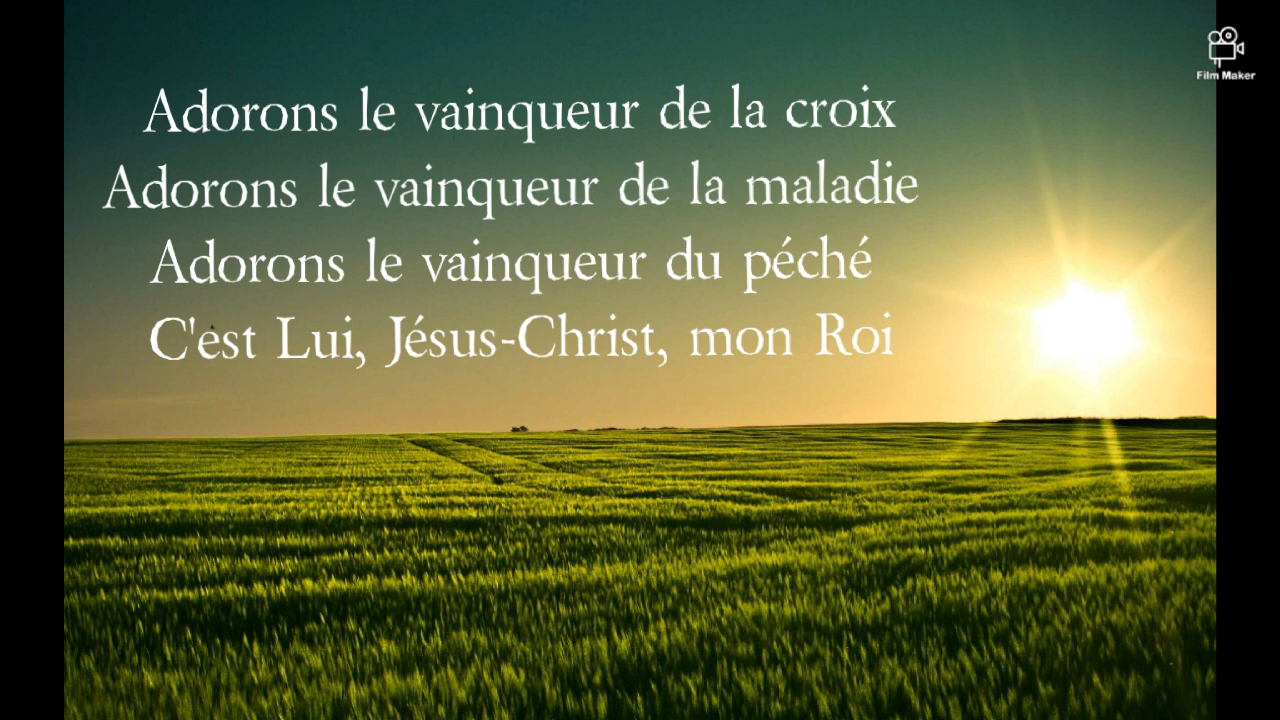 Adorons le vainqueur de la croix
Adorons le vainqueur de la maladie
Adorons le vainqueur du péché
C'est Lui, Jésus-Christ, mon Roi
Film Maker